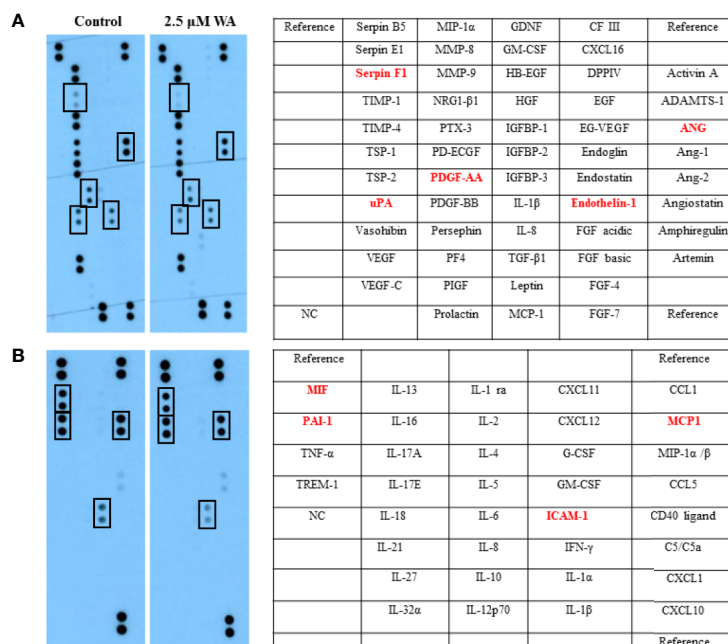 A
Control 2.5 µM WA
Reference Serpin B5 MIP-1α GDNF CF III Reference
Serpin E1 MMP-8 GM-CSF CXCL16
Serpin F1 MMP-9 HB-EGF DPPIV Activin A
TIMP-1 NRG1-β1 HGF EGF ADAMTS-1
TIMP-4 PTX-3 IGFBP-1 EG-VEGF ANG
TSP-1 PD-ECGF IGFBP-2 Endoglin Ang-1
TSP-2 PDGF-AA IGFBP-3 Endostatin Ang-2
uPA PDGF-BB IL-1β Endothelin-1 Angiostatin
Vasohibin Persephin IL-8 FGF acidic Amphiregulin
VEGF PF4 TGF-β1 FGF basic Artemin
VEGF-C PIGF Leptin FGF-4
NC Prolactin MCP-1 FGF-7 Reference
B
Reference Reference
MIF IL-13 IL-1 ra CXCL11 CCL1
PAI-1 IL-16 IL-2 CXCL12 MCP1
TNF-α IL-17A IL-4 G-CSF MIP-1α /β
TREM-1 IL-17E IL-5 GM-CSF CCL5
NC IL-18 IL-6 ICAM-1 CD40 ligand
IL-21 IL-8 IFN-γ C5/C5a
IL-27 IL-10 IL-1α CXCL1
IL-32α IL-12p70 IL-1β CXCL10
Reference